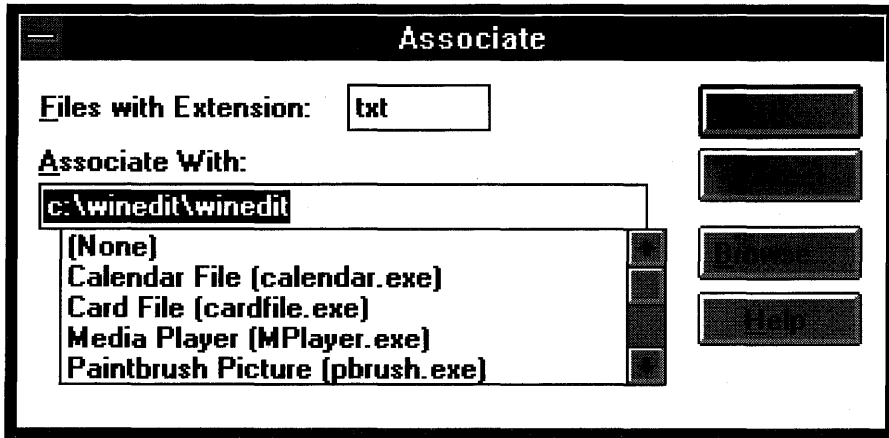 Associate
Files with Extension: txt
Associate With:
c:\winedit\winedit
(None)
Calendar File (calendar.exe)
Card File (cardfile.exe)
Media Player (MPlayer.exe)
Paintbrush Picture (pbrush.exe)
Browse...
Help